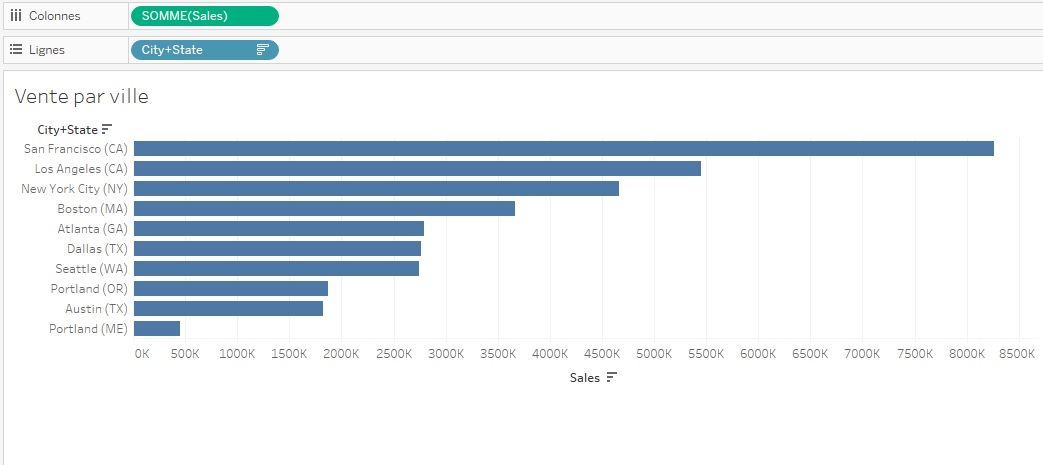 Colonnes SOMME(Sales)
Lignes City+State
Vente par ville
City+State
San Francisco (CA)
Los Angeles (CA)
New York City (NY)
Boston (MA)
Atlanta (GA)
Dallas (TX)
Seattle (WA)
Portland (OR)
Austin (TX)
Portland (ME)
0K 500K 1000K 1500K 2000K 2500K 3000K 3500K 4000K 4500K 5000K 5500K 6000K 6500K 7000K 7500K 8000K 8500K
Sales